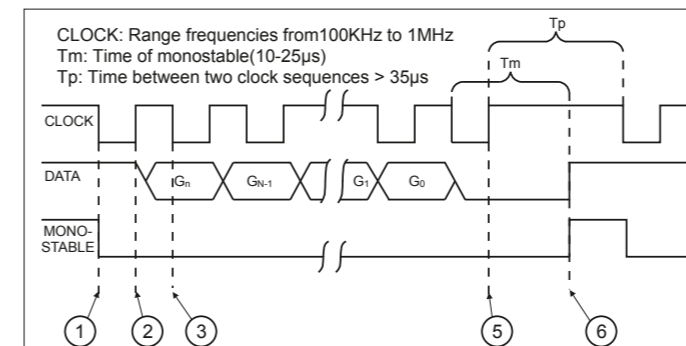 CLOCK: Range frequencies from100KHz to 1MHz
Tm: Time of monostable(10-25µs)
Tp: Time between two clock sequences > 35µs
Tp
Tm
CLOCK
DATA
Gn
GN-1
G1
G0
MONO-
STABLE
1
2
3
5
6